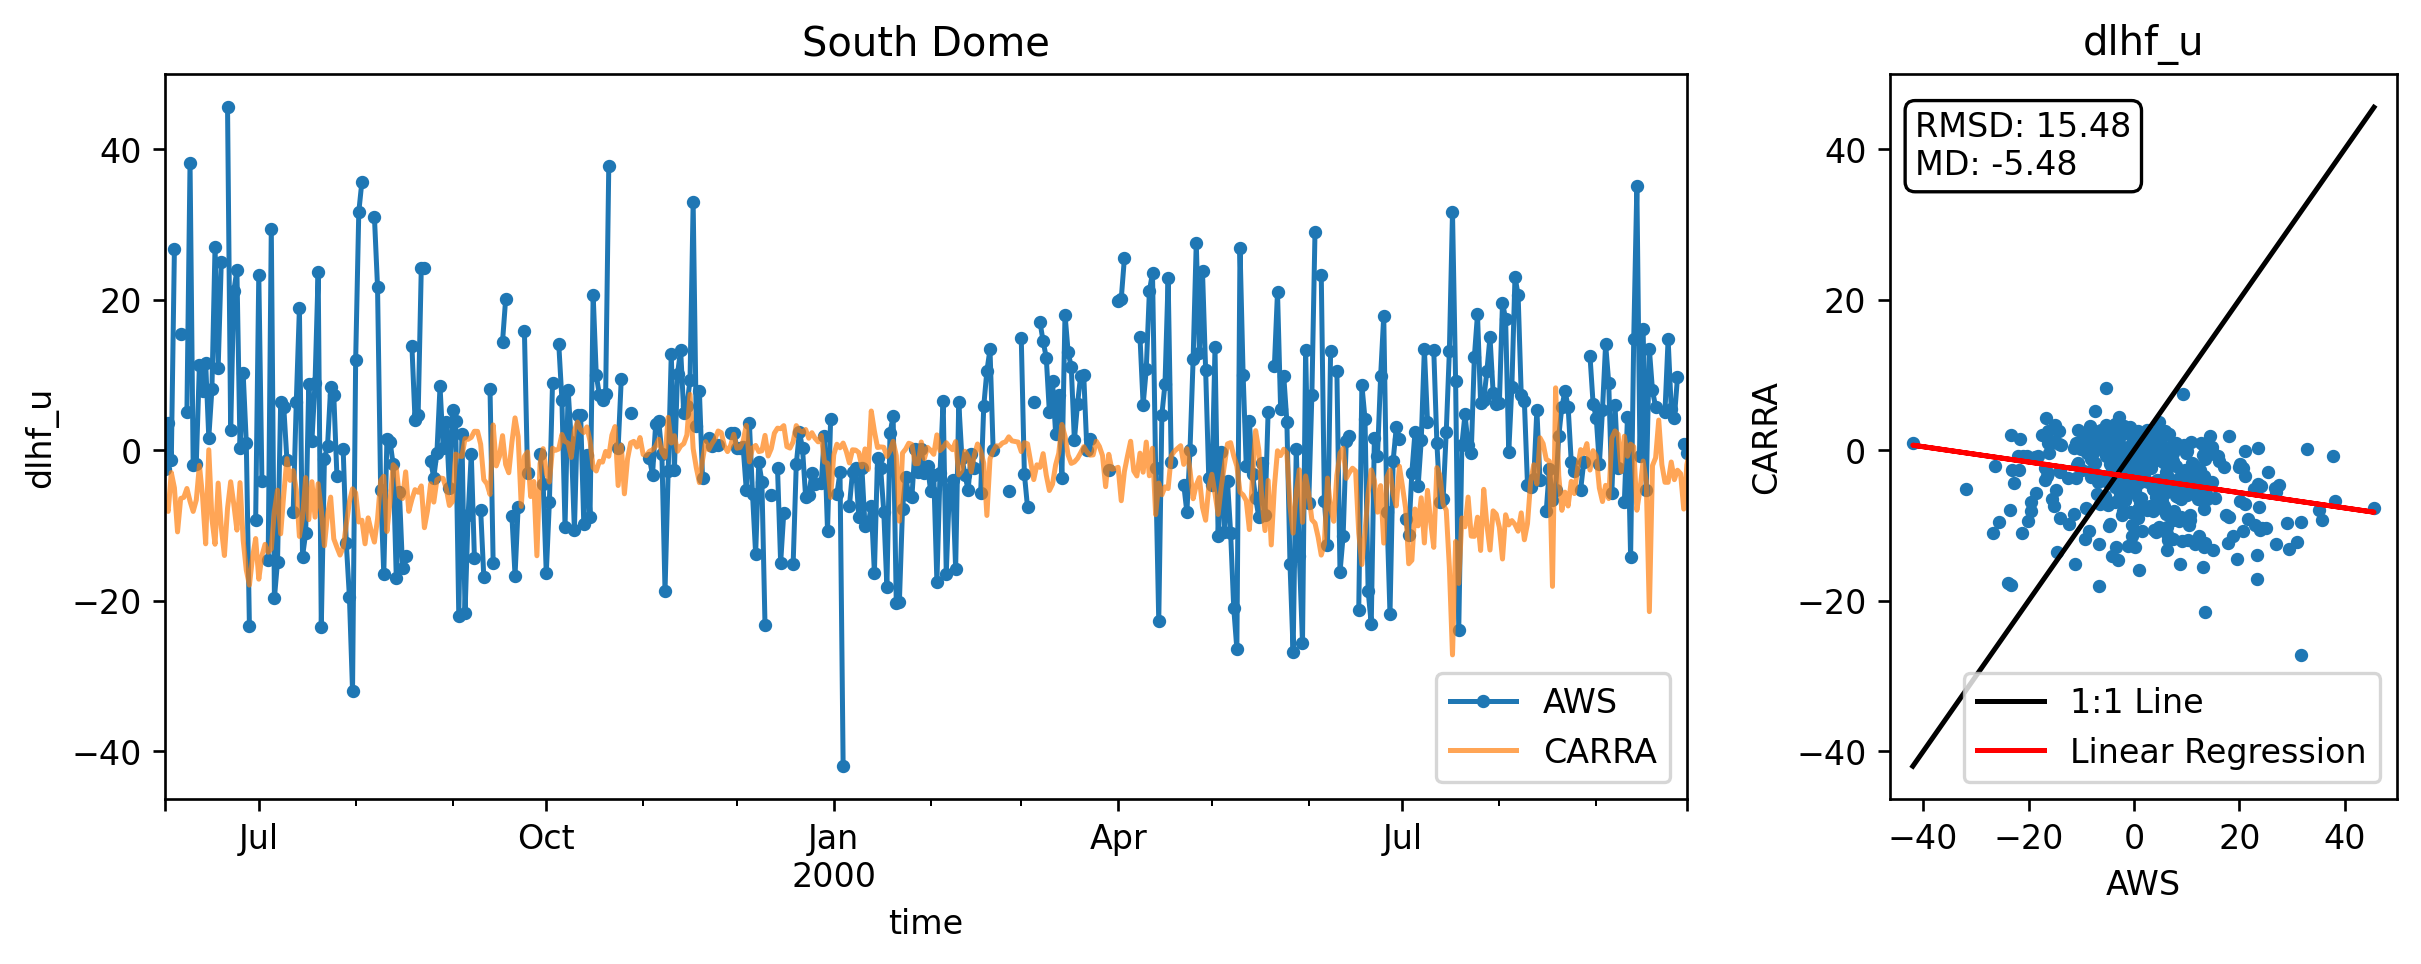 South Dome
dlhf_u
40
20
0
−20
−40
Jul
Oct
Jan
2000
Apr
Jul
time
AWS
CARRA
dlhf_u
RMSD: 15.48
MD: -5.48
CARRA
40
20
0
−20
−40
1:1 Line
Linear Regression
−40
−20
0
20
40
AWS